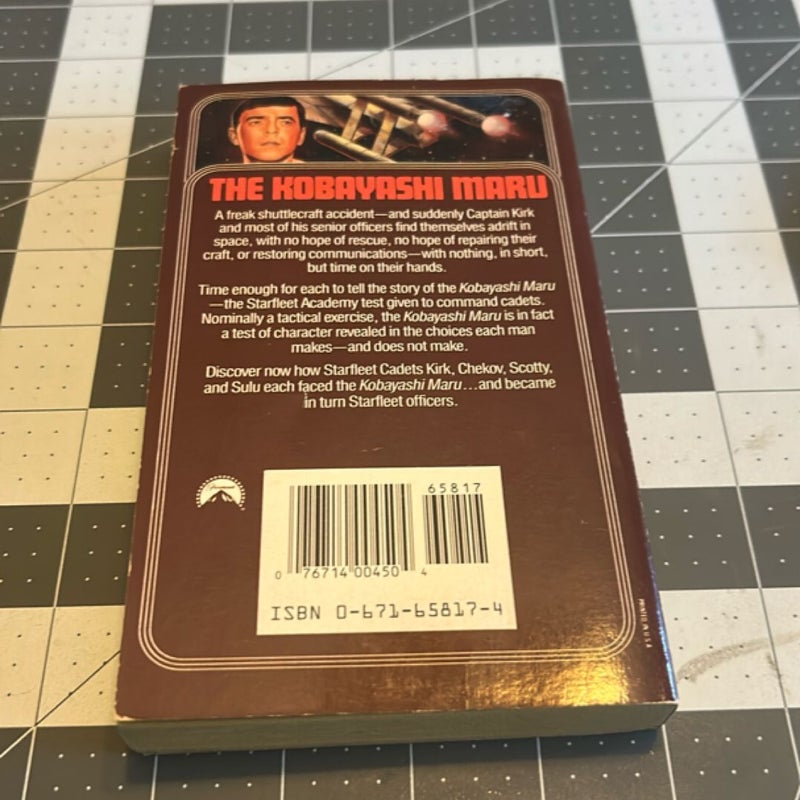 THE KOBAYASHI MARU
A freak shuttlecraft accident—and suddenly Captain Kirk
and most of his senior officers find themselves adrift in
space, with no hope of rescue, no hope of repairing their
craft, or restoring communications—with nothing, in short,
but time on their hands.
Time enough for each to tell the story of the Kobayashi Maru
—the Starfleet Academy test given to command cadets.
Nominally a tactical exercise, the Kobayashi Maru is in fact
a test of character revealed in the choices each man
makes—and does not make.
Discover now how Starfleet Cadets Kirk, Chekov, Scotty,
and Sulu each faced the Kobayashi Maru...and became
in turn Starfleet officers.
Paramount
65817
0 76714 00450 4
ISBN 0-671-65817-4
PRINTED IN U.S.A.